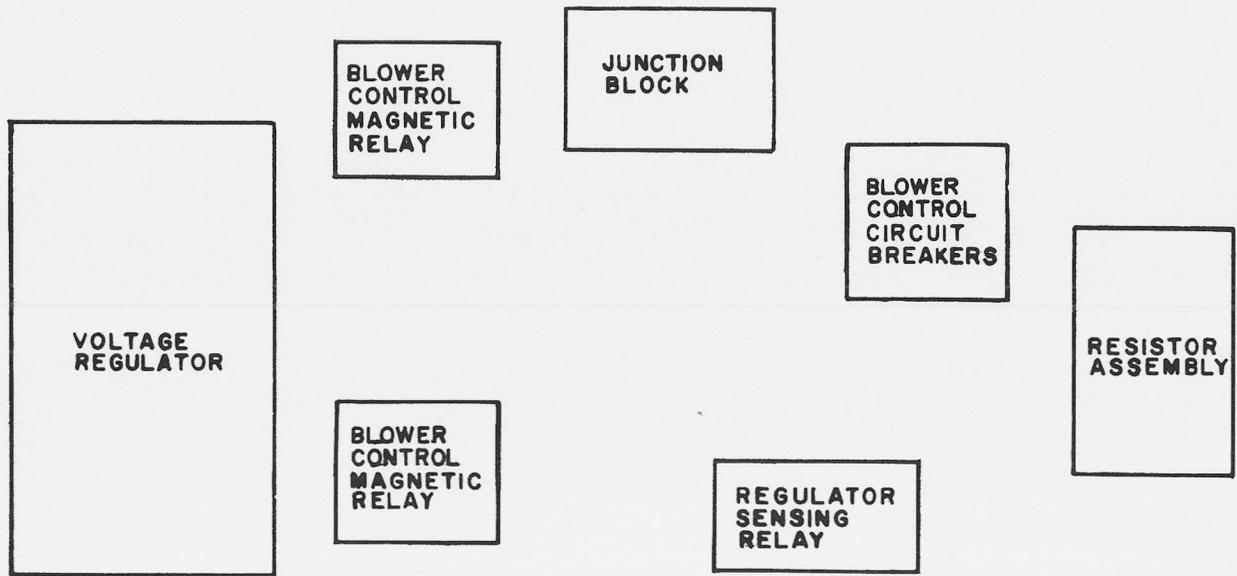 BLOWER
CONTROL
MAGNETIC
RELAY
JUNCTION
BLOCK
BLOWER
CONTROL
CIRCUIT
BREAKERS
VOLTAGE
REGULATOR
RESISTOR
ASSEMBLY
BLOWER
CONTROL
MAGNETIC
RELAY
REGULATOR
SENSING
RELAY